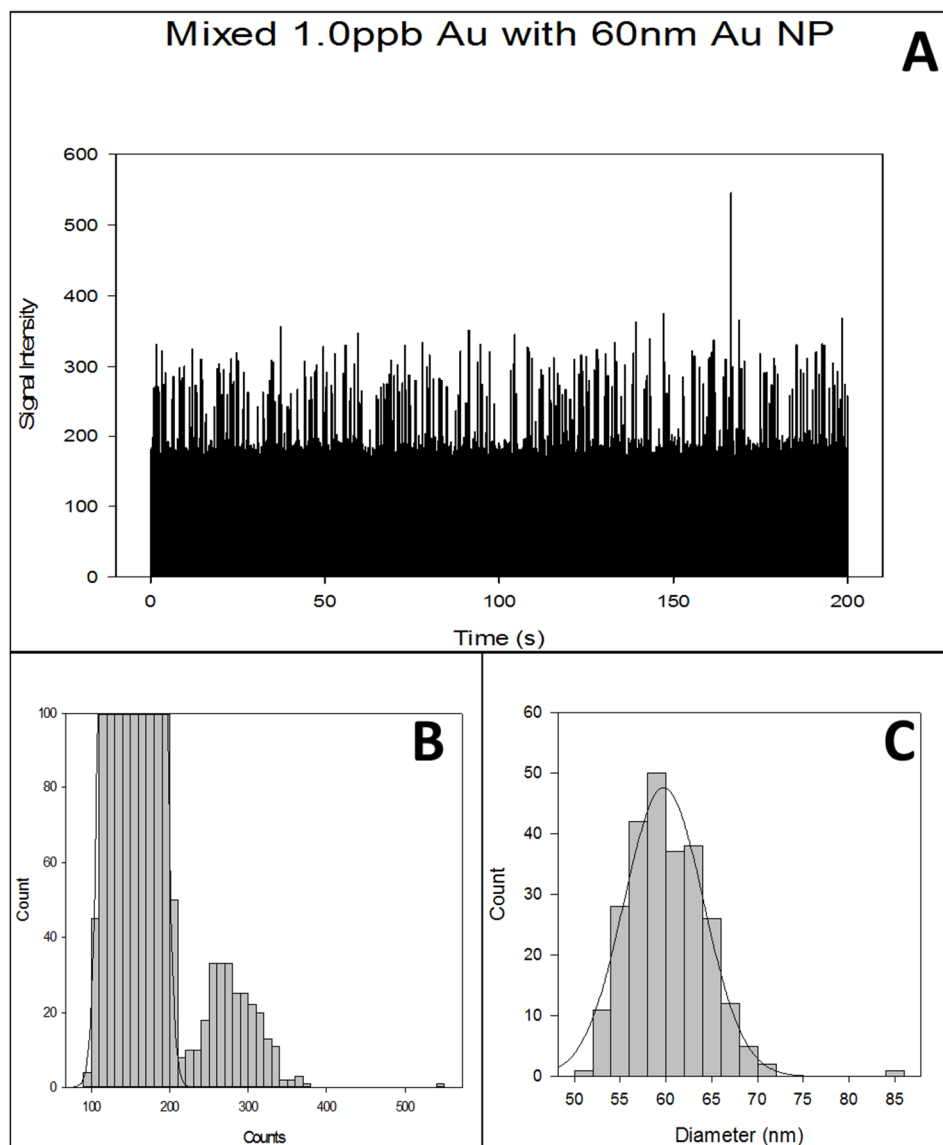 Mixed 1.0ppb Au with 60nm Au NP
A
600
500
400
300
200
100
0
Signal Intensity
0 50 100 150 200
Time (s)
B
100
80
60
40
20
0
Count
100 200 300 400 500
Counts
C
60
50
40
30
20
10
0
Count
50 55 60 65 70 75 80 85
Diameter (nm)